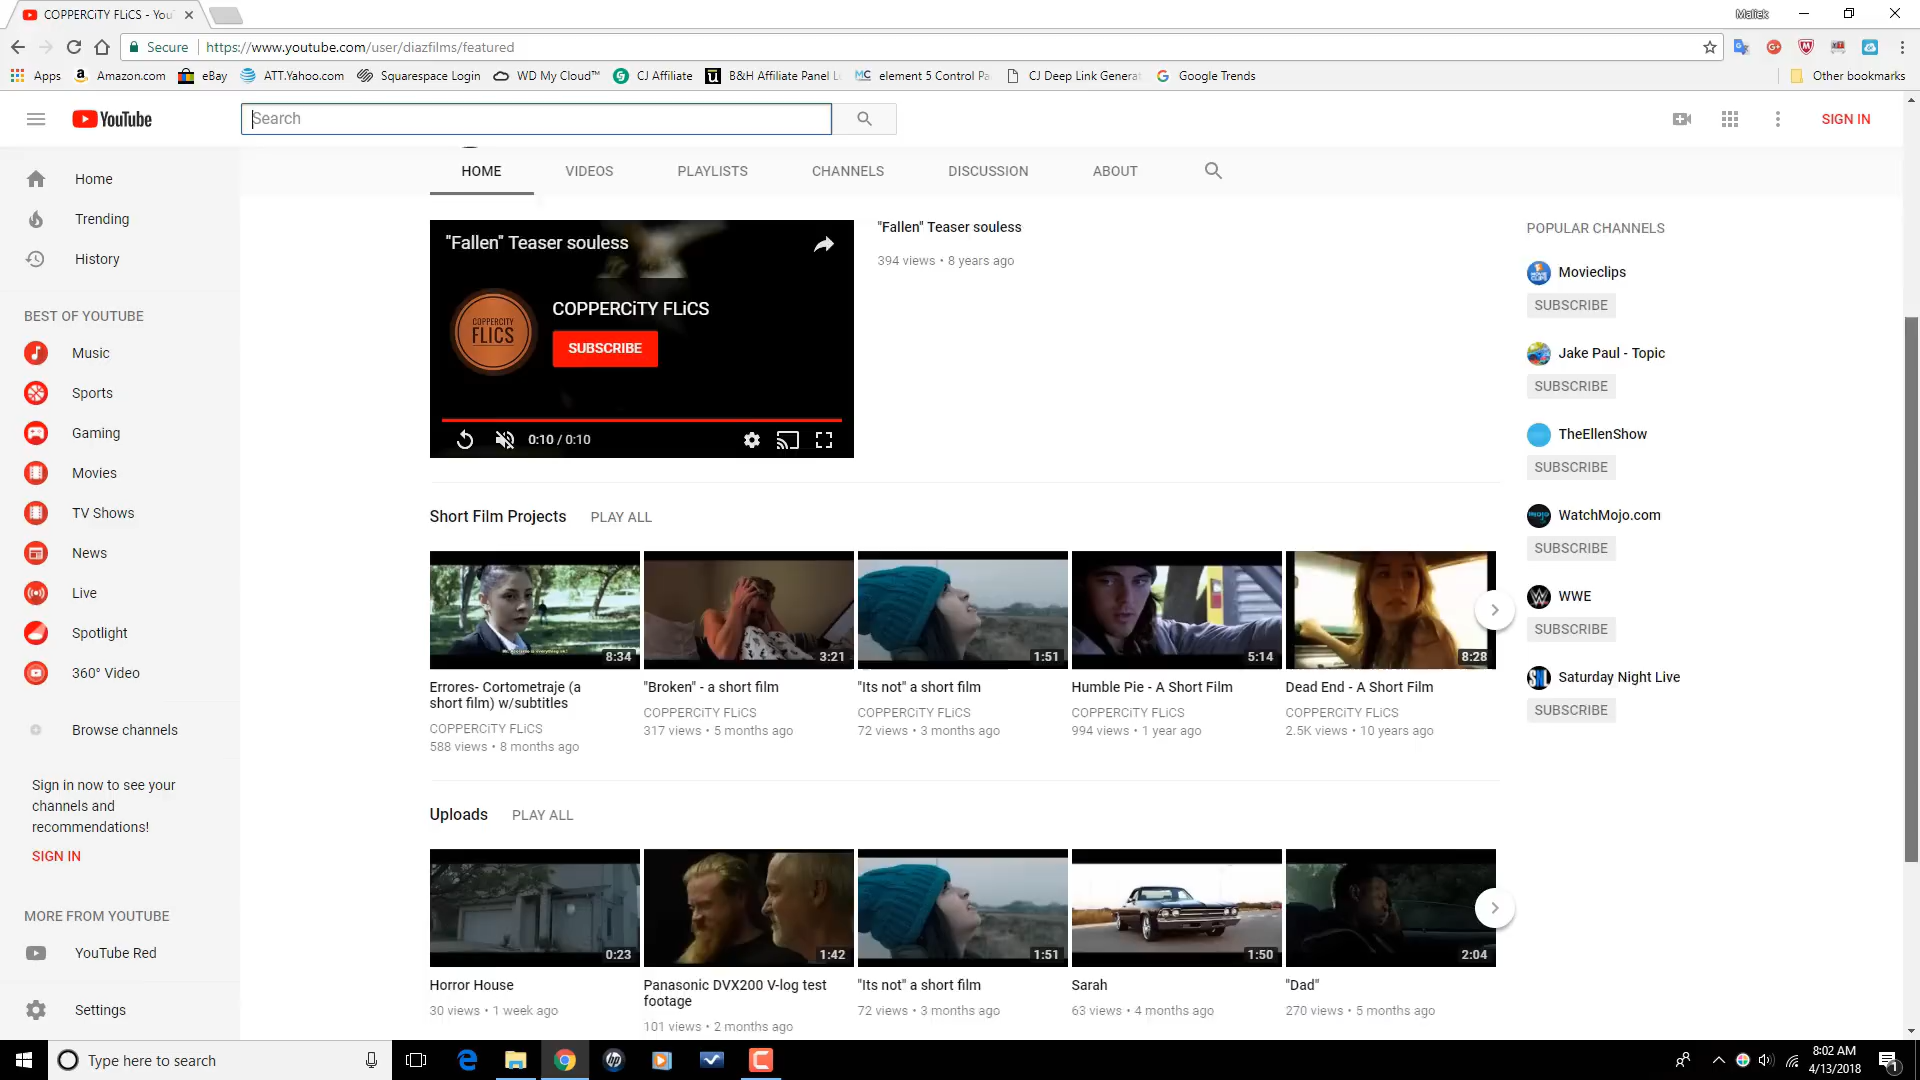 COPPERCiTY FLiCS - You
Maliek
Secure
https://www.youtube.com/user/diazfilms/featured
Apps
Amazon.com
eBay
ATT.Yahoo.com
Squarespace Login
WD My Cloud™
CJ Affiliate
B&H Affiliate Panel L
element 5 Control Pa
CJ Deep Link Generat
Google Trends
Other bookmarks
YouTube
Search
SIGN IN
HOME
VIDEOS
PLAYLISTS
CHANNELS
DISCUSSION
ABOUT
Home
Trending
History
BEST OF YOUTUBE
Music
Sports
Gaming
Movies
TV Shows
News
Live
Spotlight
360° Video
Browse channels
Sign in now to see your
channels and
recommendations!
SIGN IN
MORE FROM YOUTUBE
YouTube Red
Settings
"Fallen" Teaser souless
COPPERCITY
FLICS
COPPERCiTY FLiCS
SUBSCRIBE
0:10 / 0:10
"Fallen" Teaser souless
394 views • 8 years ago
Short Film Projects
PLAY ALL
8:34
3:21
1:51
5:14
8:28
Errores- Cortometraje (a
short film) w/subtitles
COPPERCiTY FLiCS
588 views • 8 months ago
"Broken" - a short film
COPPERCiTY FLiCS
317 views • 5 months ago
"Its not" a short film
COPPERCiTY FLiCS
72 views • 3 months ago
Humble Pie - A Short Film
COPPERCiTY FLiCS
994 views • 1 year ago
Dead End - A Short Film
COPPERCiTY FLiCS
2.5K views • 10 years ago
Uploads
PLAY ALL
0:23
1:42
1:51
1:50
2:04
Horror House
30 views • 1 week ago
Panasonic DVX200 V-log test
footage
101 views • 2 months ago
"Its not" a short film
72 views • 3 months ago
Sarah
63 views • 4 months ago
"Dad"
270 views • 5 months ago
POPULAR CHANNELS
Movieclips
SUBSCRIBE
Jake Paul - Topic
SUBSCRIBE
TheEllenShow
SUBSCRIBE
WatchMojo.com
SUBSCRIBE
WWE
SUBSCRIBE
Saturday Night Live
SUBSCRIBE
Type here to search
8:02 AM
4/13/2018
1